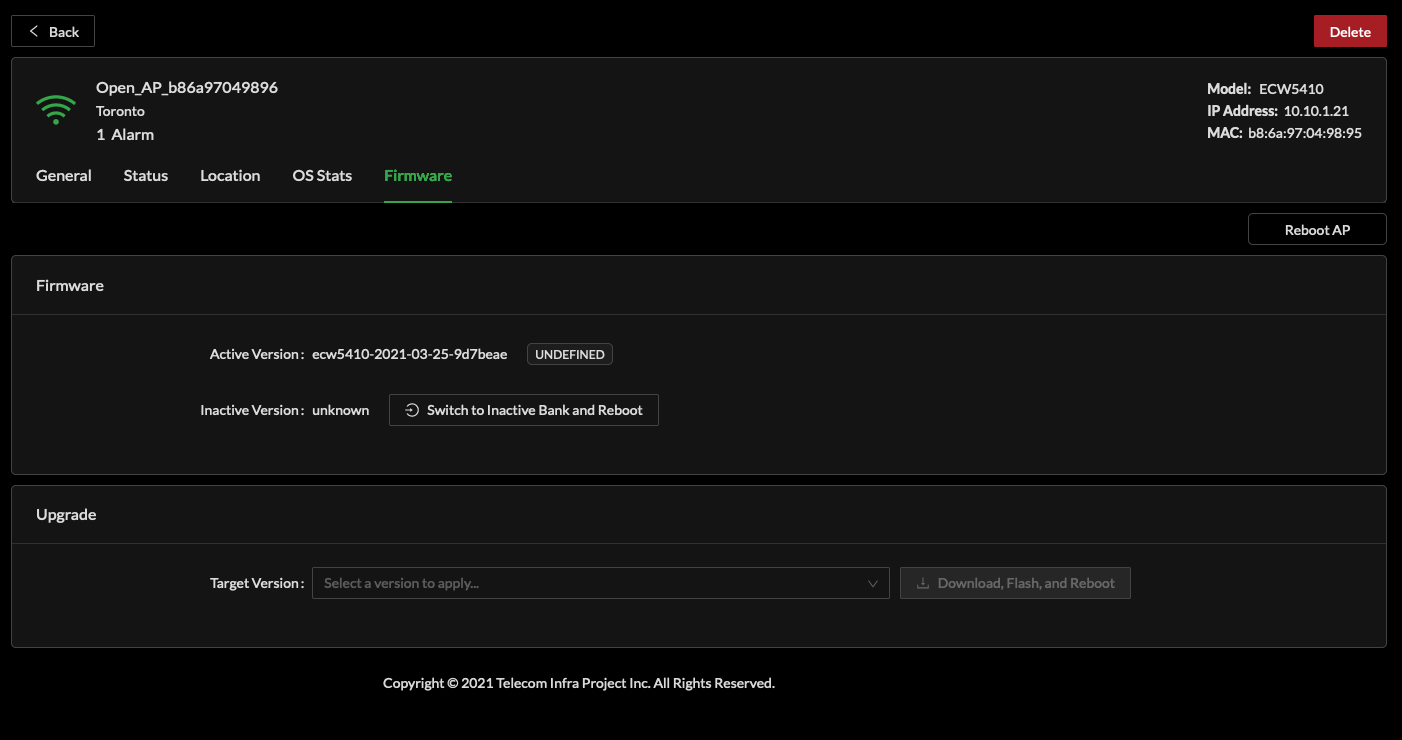 Back
Delete
Open_AP_b86a97049896
Toronto
1 Alarm
Model: ECW5410
IP Address: 10.10.1.21
MAC: b8:6a:97:04:98:95
General Status Location OS Stats Firmware
Reboot AP
Firmware
Active Version: ecw5410-2021-03-25-9d7beae UNDEFINED
Inactive Version: unknown Switch to Inactive Bank and Reboot
Upgrade
Target Version: Select a version to apply... Download, Flash, and Reboot
Copyright © 2021 Telecom Infra Project Inc. All Rights Reserved.